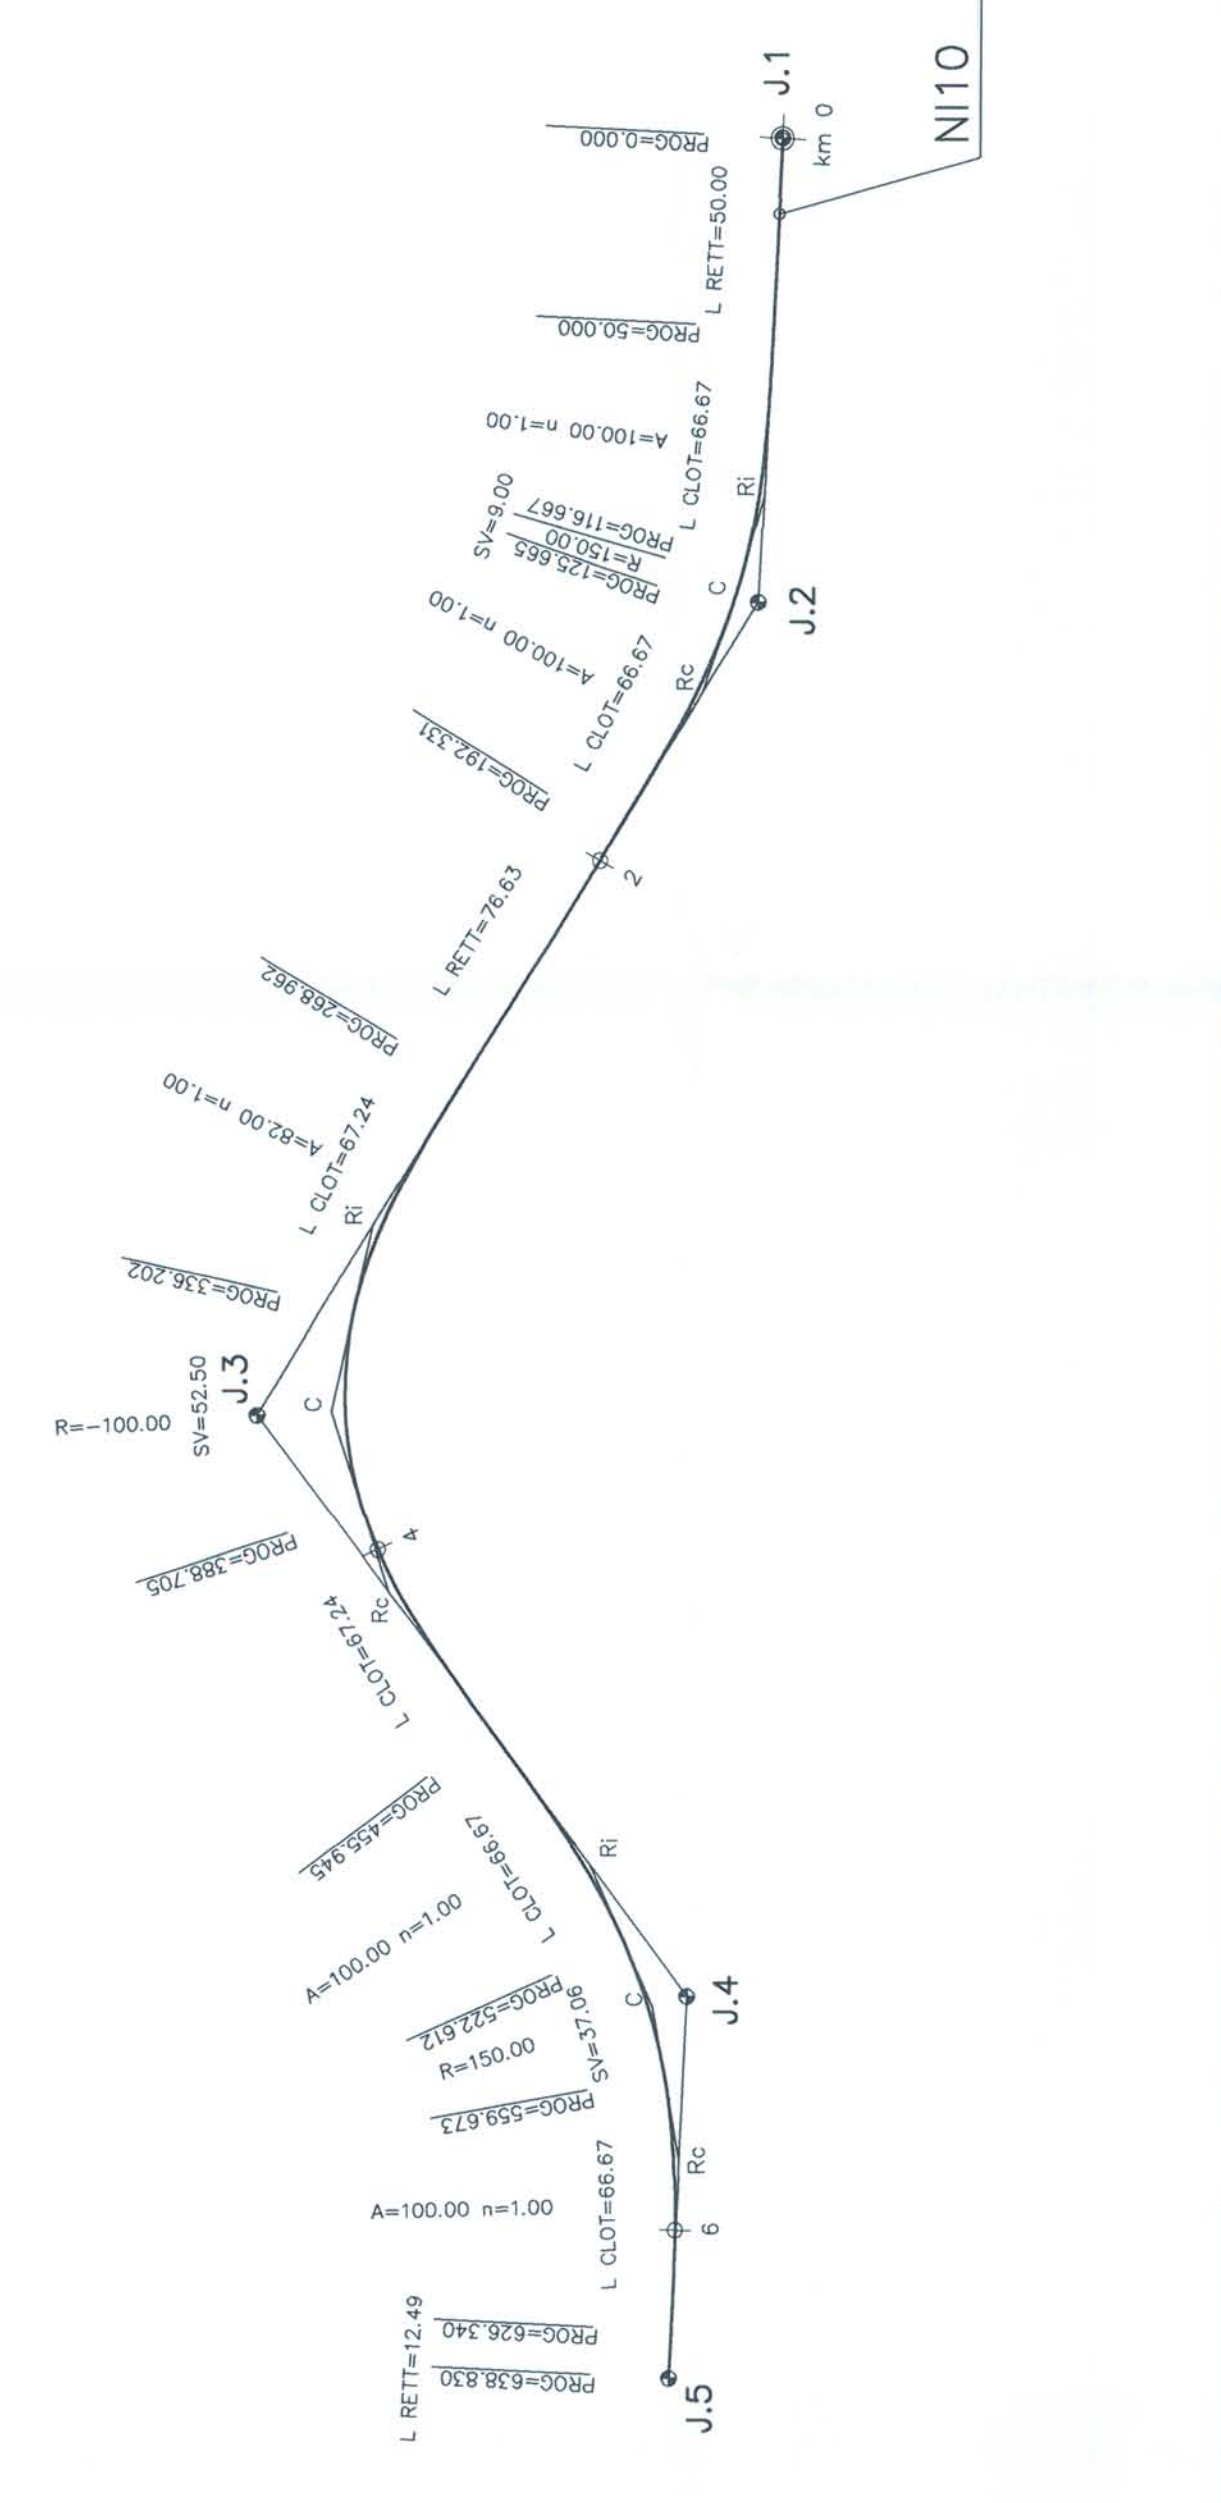 J.1
km 0
NI10
PROG=0.000
L RETT=50.00
PROG=50.000
A=100.00 n=1.00
L CLOT=66.67
Ri
SV=9.00
PROG=116.667
R=150.00
PROG=125.665
C
J.2
A=100.00 n=1.00
L CLOT=66.67
Rc
PROG=192.331
2
L RETT=76.63
PROG=268.962
A=82.00 n=1.00
L CLOT=67.24
Ri
PROG=336.202
J.3
SV=52.50
R=-100.00
C
4
PROG=388.705
Rc
L CLOT=67.24
PROG=455.945
L CLOT=66.67
Ri
A=100.00 n=1.00
PROG=522.612
C
J.4
R=150.00
SV=37.06
PROG=559.673
L CLOT=66.67
Rc
A=100.00 n=1.00
6
L RETT=12.49
PROG=626.340
PROG=638.830
J.5